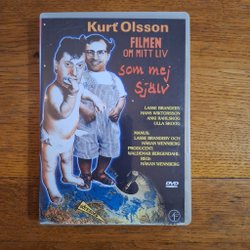 Kurt Olsson
FILMEN
OM MITT LIV
som mej
själv
LASSE BRANDEBY
HANS WIKTORSSON
ANKI RAHLSKOG
ULLA SKOOG
MANUS:
LASSE BRANDEBY OCH
HÅKAN WENNBERG
PRODUCENT:
WALDEMAR BERGENDAHL
REGI:
HÅKAN WENNBERG
DVD